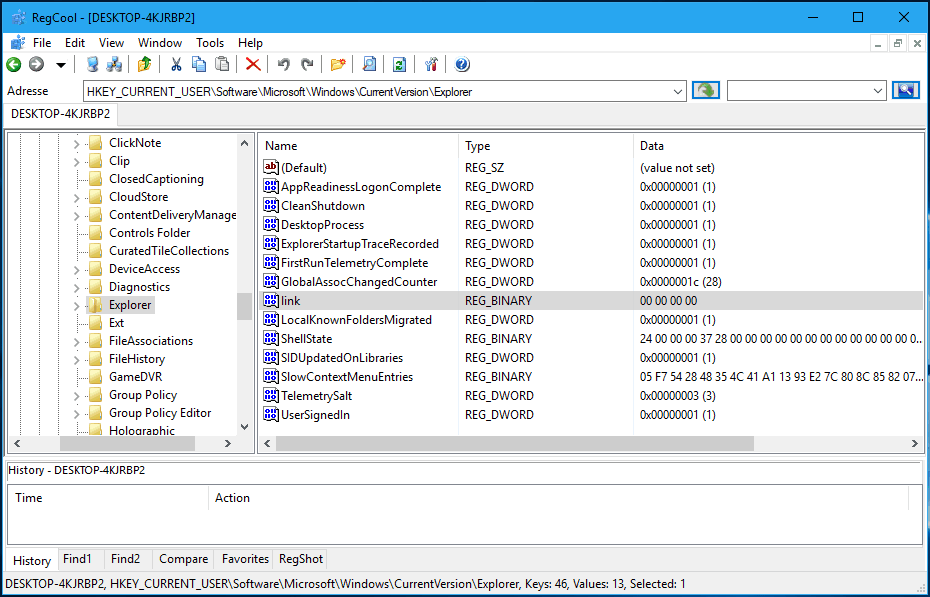 RegCool - [DESKTOP-4KJRBP2]
File Edit View Window Tools Help
Adresse HKEY_CURRENT_USER\Software\Microsoft\Windows\CurrentVersion\Explorer
DESKTOP-4KJRBP2
ClickNote
Clip
ClosedCaptioning
CloudStore
ContentDeliveryManage
Controls Folder
CuratedTileCollections
DeviceAccess
Diagnostics
Explorer
Ext
FileAssociations
FileHistory
GameDVR
Group Policy
Group Policy Editor
Holographic
Name Type Data
ab (Default) REG_SZ (value not set)
AppReadinessLogonComplete REG_DWORD 0x00000001 (1)
CleanShutdown REG_DWORD 0x00000001 (1)
DesktopProcess REG_DWORD 0x00000001 (1)
ExplorerStartupTraceRecorded REG_DWORD 0x00000001 (1)
FirstRunTelemetryComplete REG_DWORD 0x00000001 (1)
GlobalAssocChangedCounter REG_DWORD 0x0000001c (28)
link REG_BINARY 00 00 00 00
LocalKnownFoldersMigrated REG_DWORD 0x00000001 (1)
ShellState REG_BINARY 24 00 00 00 37 28 00 00 00 00 00 00 00 00 00 00 00 0...
SIDUpdatedOnLibraries REG_DWORD 0x00000001 (1)
SlowContextMenuEntries REG_BINARY 05 F7 54 28 48 35 4C 41 A1 13 93 E2 7C 80 8C 85 82 07...
TelemetrySalt REG_DWORD 0x00000003 (3)
UserSignedIn REG_DWORD 0x00000001 (1)
History - DESKTOP-4KJRBP2
Time Action
History Find1 Find2 Compare Favorites RegShot
DESKTOP-4KJRBP2, HKEY_CURRENT_USER\Software\Microsoft\Windows\CurrentVersion\Explorer, Keys: 46, Values: 13, Selected: 1